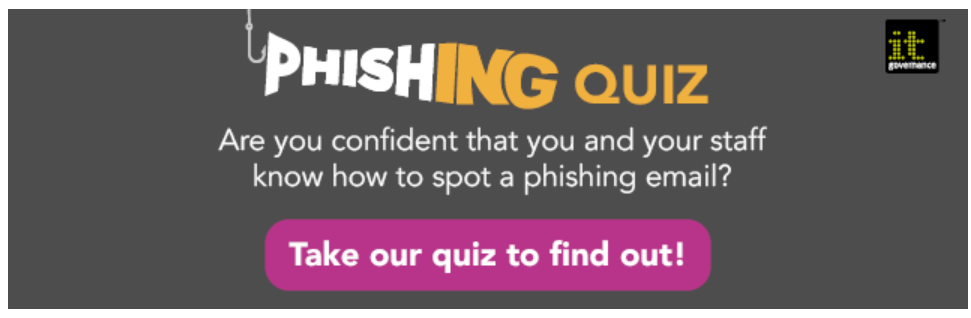 PHISHING QUIZ
it
governance
Are you confident that you and your staff
know how to spot a phishing email?
Take our quiz to find out!